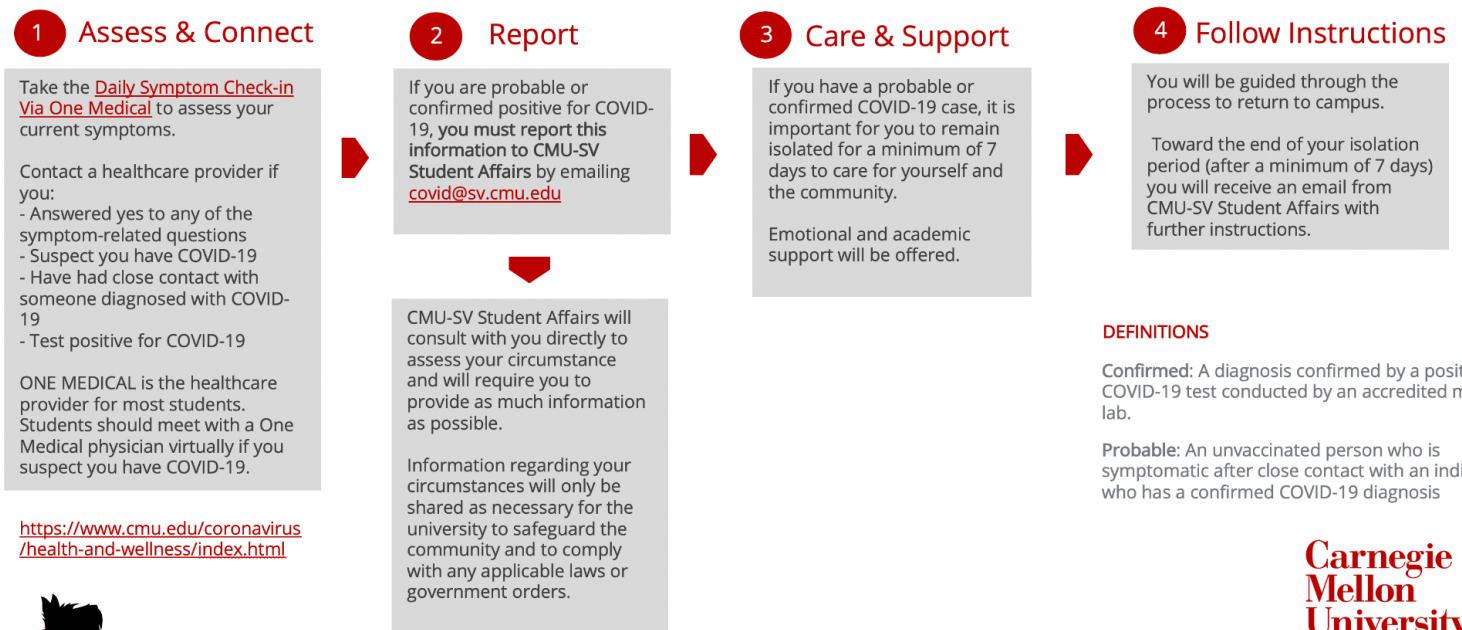 1 Assess & Connect
Take the Daily Symptom Check-in
Via One Medical to assess your
current symptoms.
Contact a healthcare provider if
you:
- Answered yes to any of the
symptom-related questions
- Suspect you have COVID-19
- Have had close contact with
someone diagnosed with COVID-
19
- Test positive for COVID-19
ONE MEDICAL is the healthcare
provider for most students.
Students should meet with a One
Medical physician virtually if you
suspect you have COVID-19.
https://www.cmu.edu/coronavirus
/health-and-wellness/index.html
2 Report
If you are probable or
confirmed positive for COVID-
19, you must report this
information to CMU-SV
Student Affairs by emailing
covid@sv.cmu.edu
CMU-SV Student Affairs will
consult with you directly to
assess your circumstance
and will require you to
provide as much information
as possible.
Information regarding your
circumstances will only be
shared as necessary for the
university to safeguard the
community and to comply
with any applicable laws or
government orders.
3 Care & Support
If you have a probable or
confirmed COVID-19 case, it is
important for you to remain
isolated for a minimum of 7
days to care for yourself and
the community.
Emotional and academic
support will be offered.
4 Follow Instructions
You will be guided through the
process to return to campus.
Toward the end of your isolation
period (after a minimum of 7 days)
you will receive an email from
CMU-SV Student Affairs with
further instructions.
DEFINITIONS
Confirmed: A diagnosis confirmed by a posit
COVID-19 test conducted by an accredited m
lab.
Probable: An unvaccinated person who is
symptomatic after close contact with an indi
who has a confirmed COVID-19 diagnosis
Carnegie
Mellon
University